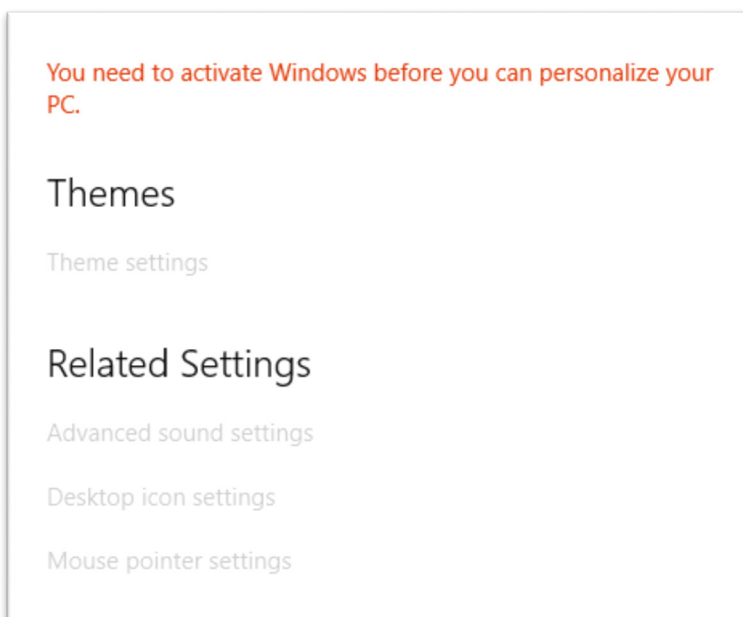 You need to activate Windows before you can personalize your
PC.
Themes
Theme settings
Related Settings
Advanced sound settings
Desktop icon settings
Mouse pointer settings